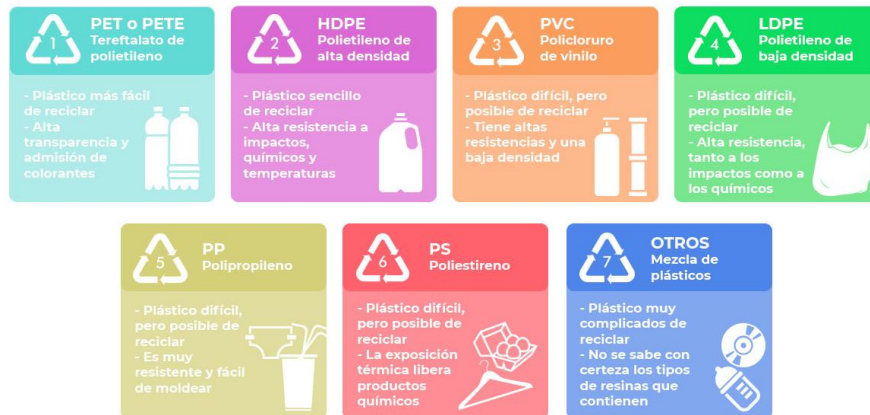 1
PET o PETE
Tereftalato de
polietileno
- Plástico más fácil
de reciclar
- Alta
transparencia y
admisión de
colorantes
2
HDPE
Polietileno de
alta densidad
- Plástico sencillo
de reciclar
- Alta resistencia a
impactos,
químicos y
temperaturas
3
PVC
Policloruro
de vinilo
- Plástico difícil, pero
posible de reciclar
- Tiene altas
resistencias y una
baja densidad
4
LDPE
Polietileno de
baja densidad
- Plástico difícil,
pero posible de
reciclar
- Alta resistencia,
tanto a los
impactos como a
los químicos
5
PP
Polipropileno
- Plástico difícil,
pero posible de
reciclar
- Es muy
resistente y fácil
de moldear
6
PS
Poliestireno
- Plástico difícil,
pero posible de
reciclar
- La exposición
térmica libera
productos
químicos
7
OTROS
Mezcla de
plásticos
- Plástico muy
complicados de
reciclar
- No se sabe con
certeza los tipos
de resinas que
contienen